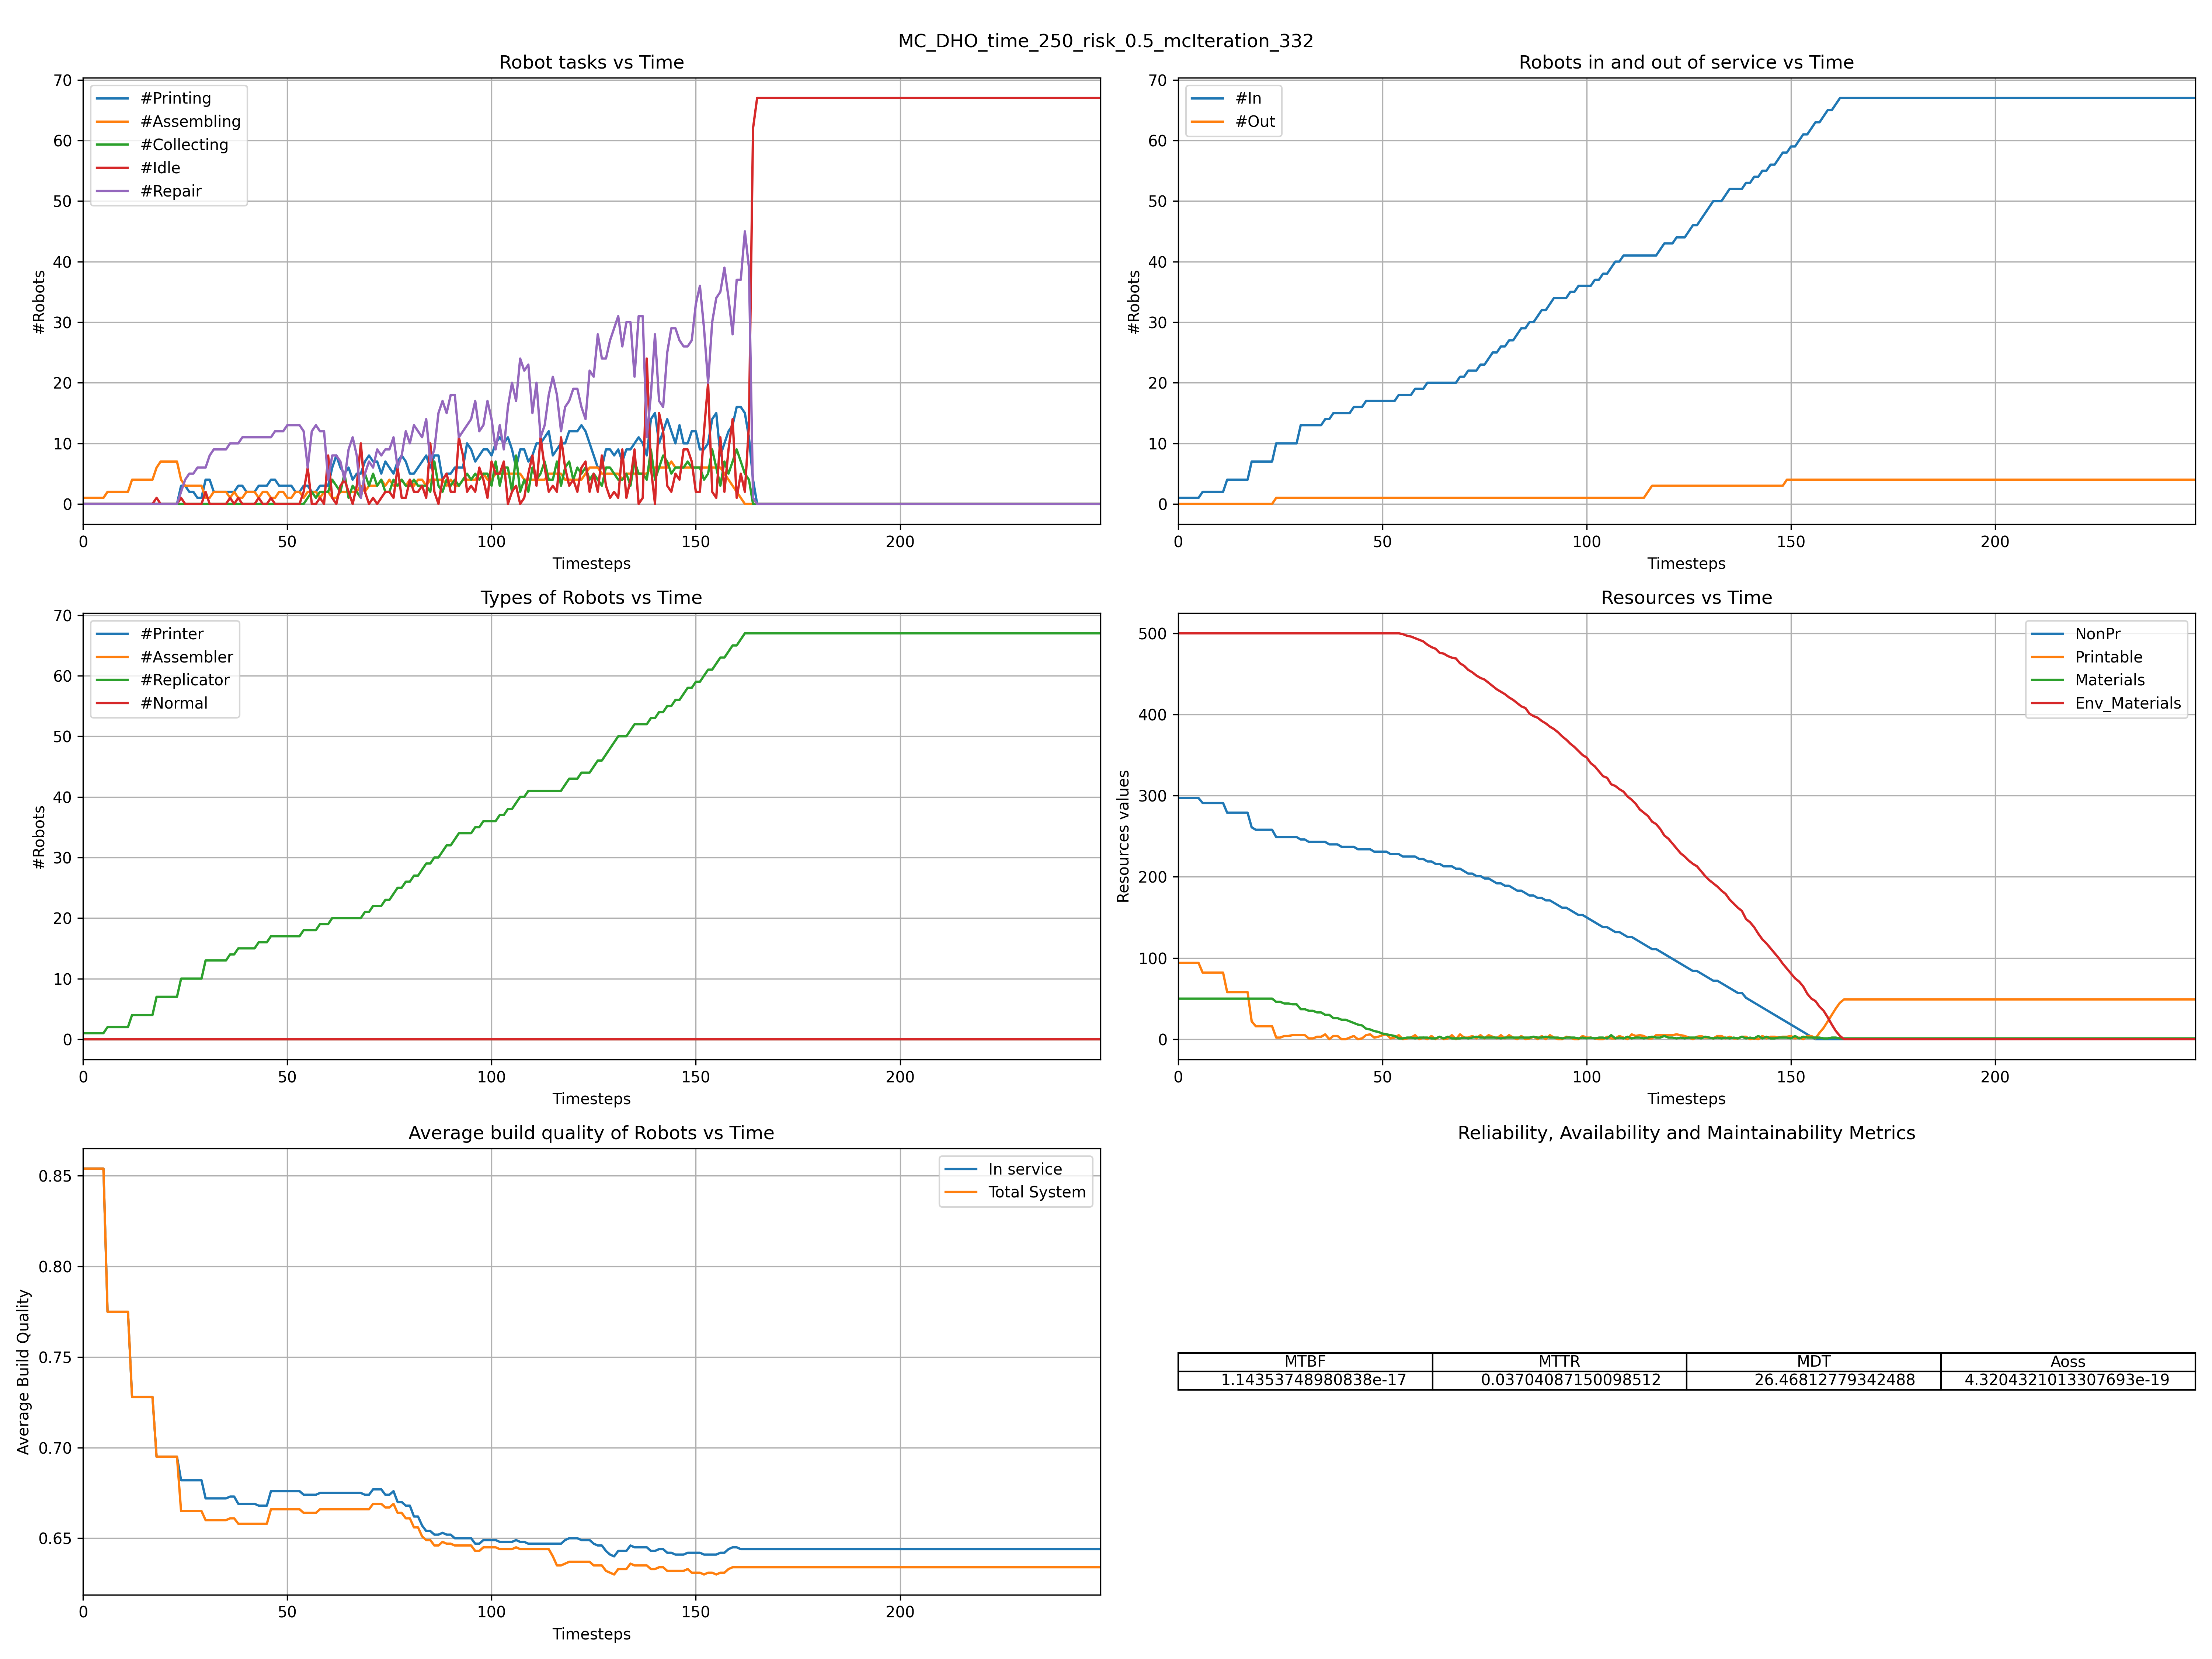 MC_DHO_time_250_risk_0.5_mcIteration_332
Robot tasks vs Time
70
60
50
40
30
20
10
0
#Robots
#Printing
#Assembling
#Collecting
#Idle
#Repair
0 50 100 150 200
Timesteps
Robots in and out of service vs Time
70
60
50
40
30
20
10
0
#Robots
#In
#Out
0 50 100 150 200
Timesteps
Types of Robots vs Time
70
60
50
40
30
20
10
0
#Robots
#Printer
#Assembler
#Replicator
#Normal
0 50 100 150 200
Timesteps
Resources vs Time
500
400
300
200
100
0
Resources values
NonPr
Printable
Materials
Env_Materials
0 50 100 150 200
Timesteps
Average build quality of Robots vs Time
0.85
0.80
0.75
0.70
0.65
Average Build Quality
In service
Total System
0 50 100 150 200
Timesteps
Reliability, Availability and Maintainability Metrics
MTBF MTTR MDT Aoss
1.14353748980838e-17 0.03704087150098512 26.46812779342488 4.3204321013307693e-19